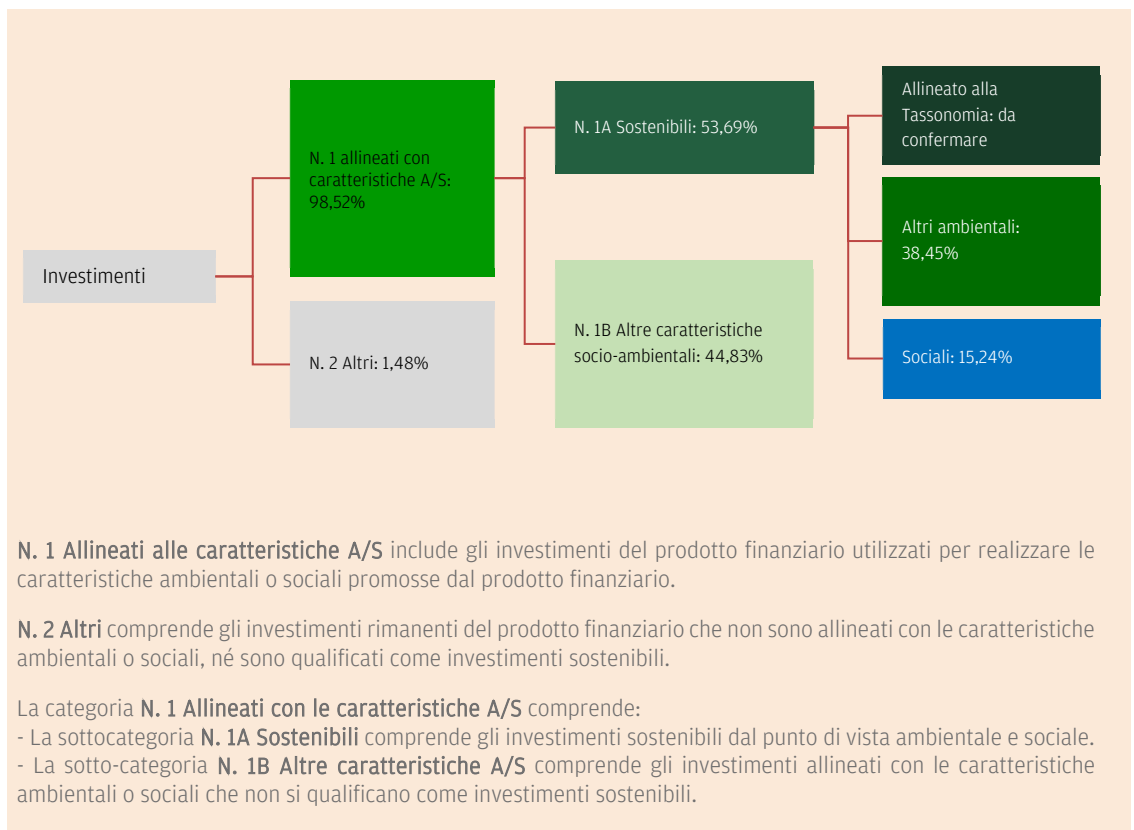 Investimenti
N. 1 allineati con
caratteristiche A/S:
98,52%
N. 2 Altri: 1,48%
N. 1A Sostenibili: 53,69%
N. 1B Altre caratteristiche
socio-ambientali: 44,83%
Allineato alla
Tassonomia: da
confermare
Altri ambientali:
38,45%
Sociali: 15,24%
N. 1 Allineati alle caratteristiche A/S include gli investimenti del prodotto finanziario utilizzati per realizzare le
caratteristiche ambientali o sociali promosse dal prodotto finanziario.
N. 2 Altri comprende gli investimenti rimanenti del prodotto finanziario che non sono allineati con le caratteristiche
ambientali o sociali, né sono qualificati come investimenti sostenibili.
La categoria N. 1 Allineati con le caratteristiche A/S comprende:
- La sottocategoria N. 1A Sostenibili comprende gli investimenti sostenibili dal punto di vista ambientale e sociale.
- La sotto-categoria N. 1B Altre caratteristiche A/S comprende gli investimenti allineati con le caratteristiche
ambientali o sociali che non si qualificano come investimenti sostenibili.